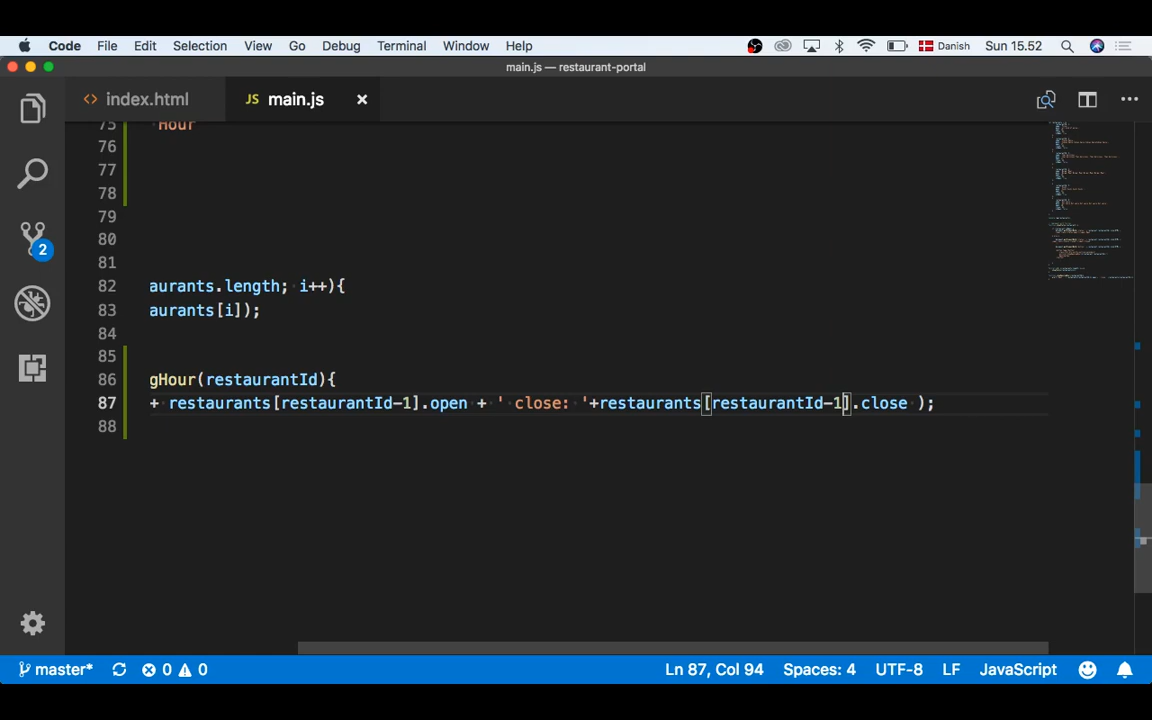 Code File Edit Selection View Go Debug Terminal Window Help Danish Sun 15.52
main.js — restaurant-portal
<> index.html JS main.js ×
75 Hour
76
77
78
79
80
81
82 aurants.length; i++){
83 aurants[i]);
84
85
86 gHour(restaurantId){
87 + restaurants[restaurantId-1].open + ' close: '+restaurants[restaurantId-1].close );
88
2
master* 0 0 Ln 87, Col 94 Spaces: 4 UTF-8 LF JavaScript